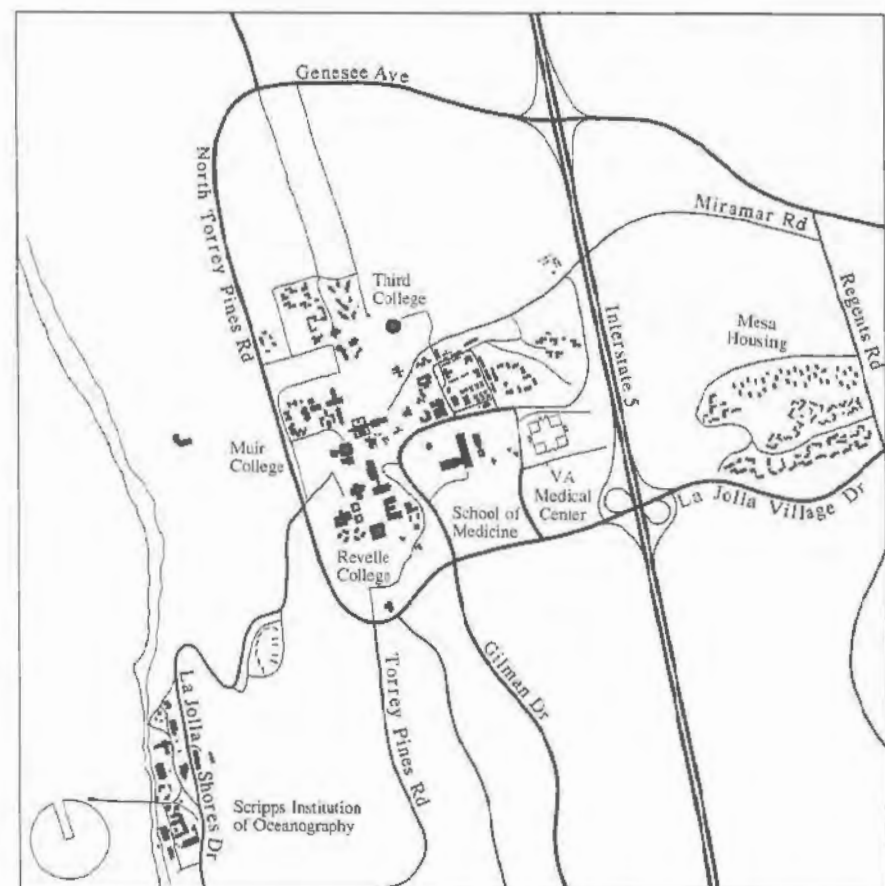 Genesee Ave
North Torrey Pines Rd
Miramar Rd
Third
College
Interstate 5
Regents Rd
Mesa
Housing
Muir
College
VA
Medical
Center
La Jolla Village Dr
School of
Medicine
Revelle
College
Gilman Dr
Torrey Pines Rd
La Jolla Shores Dr
Scripps Institution
of Oceanography